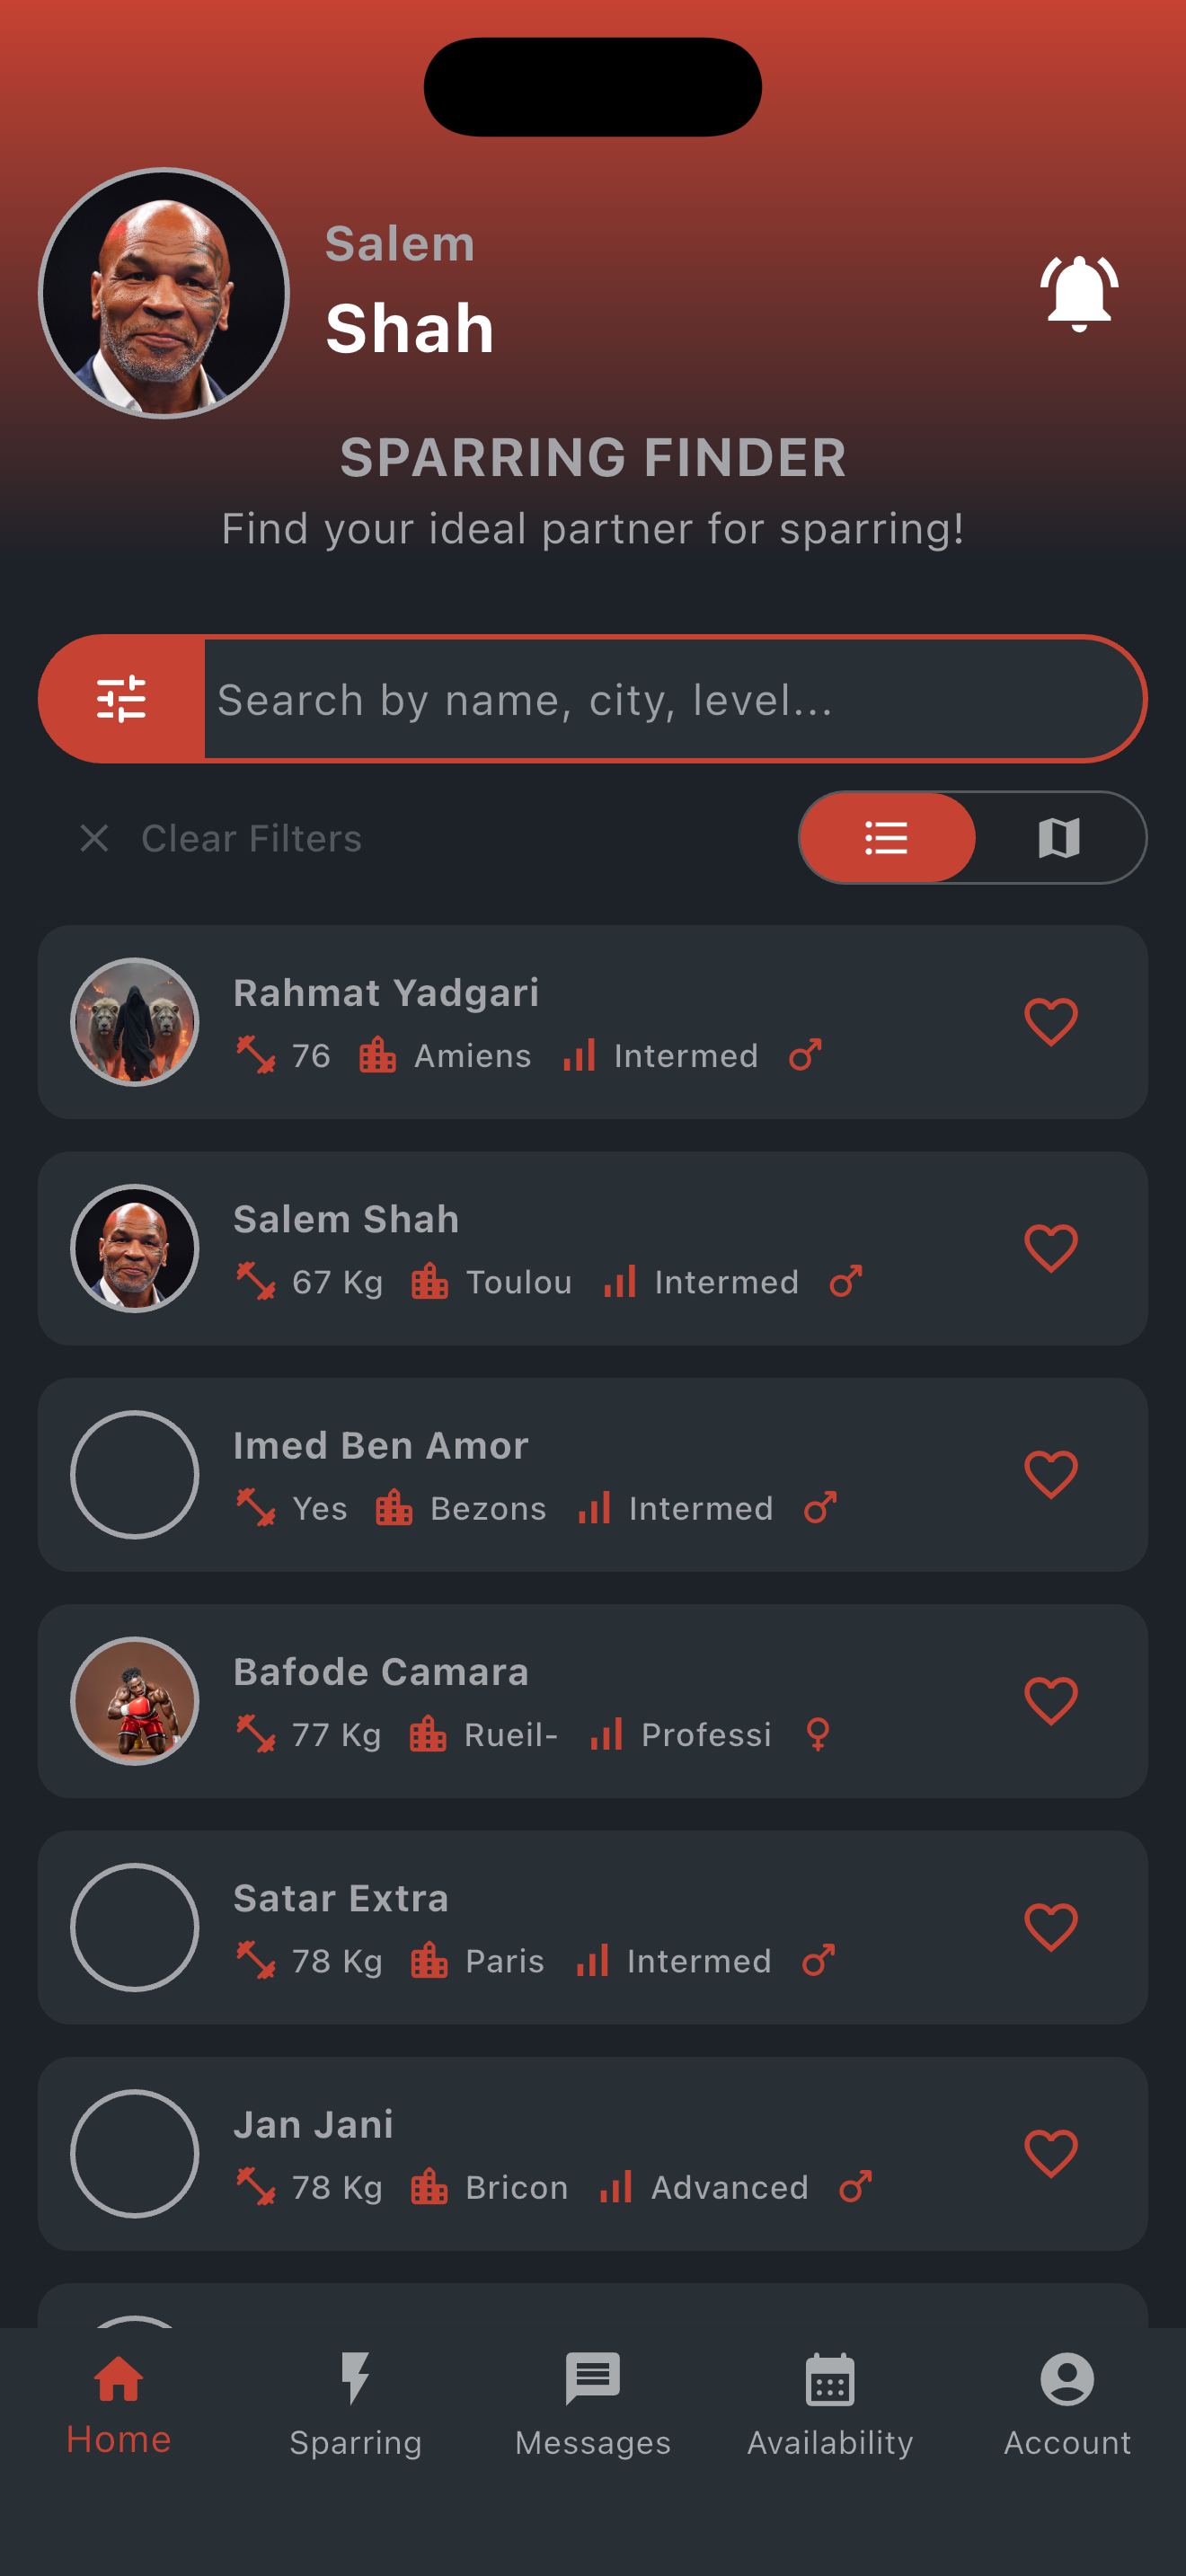 Salem
Shah
SPARRING FINDER
Find your ideal partner for sparring!
Search by name, city, level...
Clear Filters
Rahmat Yadgari
76 Amiens Intermed
Salem Shah
67 Kg Toulou Intermed
Imed Ben Amor
Yes Bezons Intermed
Bafode Camara
77 Kg Rueil- Professi
Satar Extra
78 Kg Paris Intermed
Jan Jani
78 Kg Bricon Advanced
Home Sparring Messages Availability Account